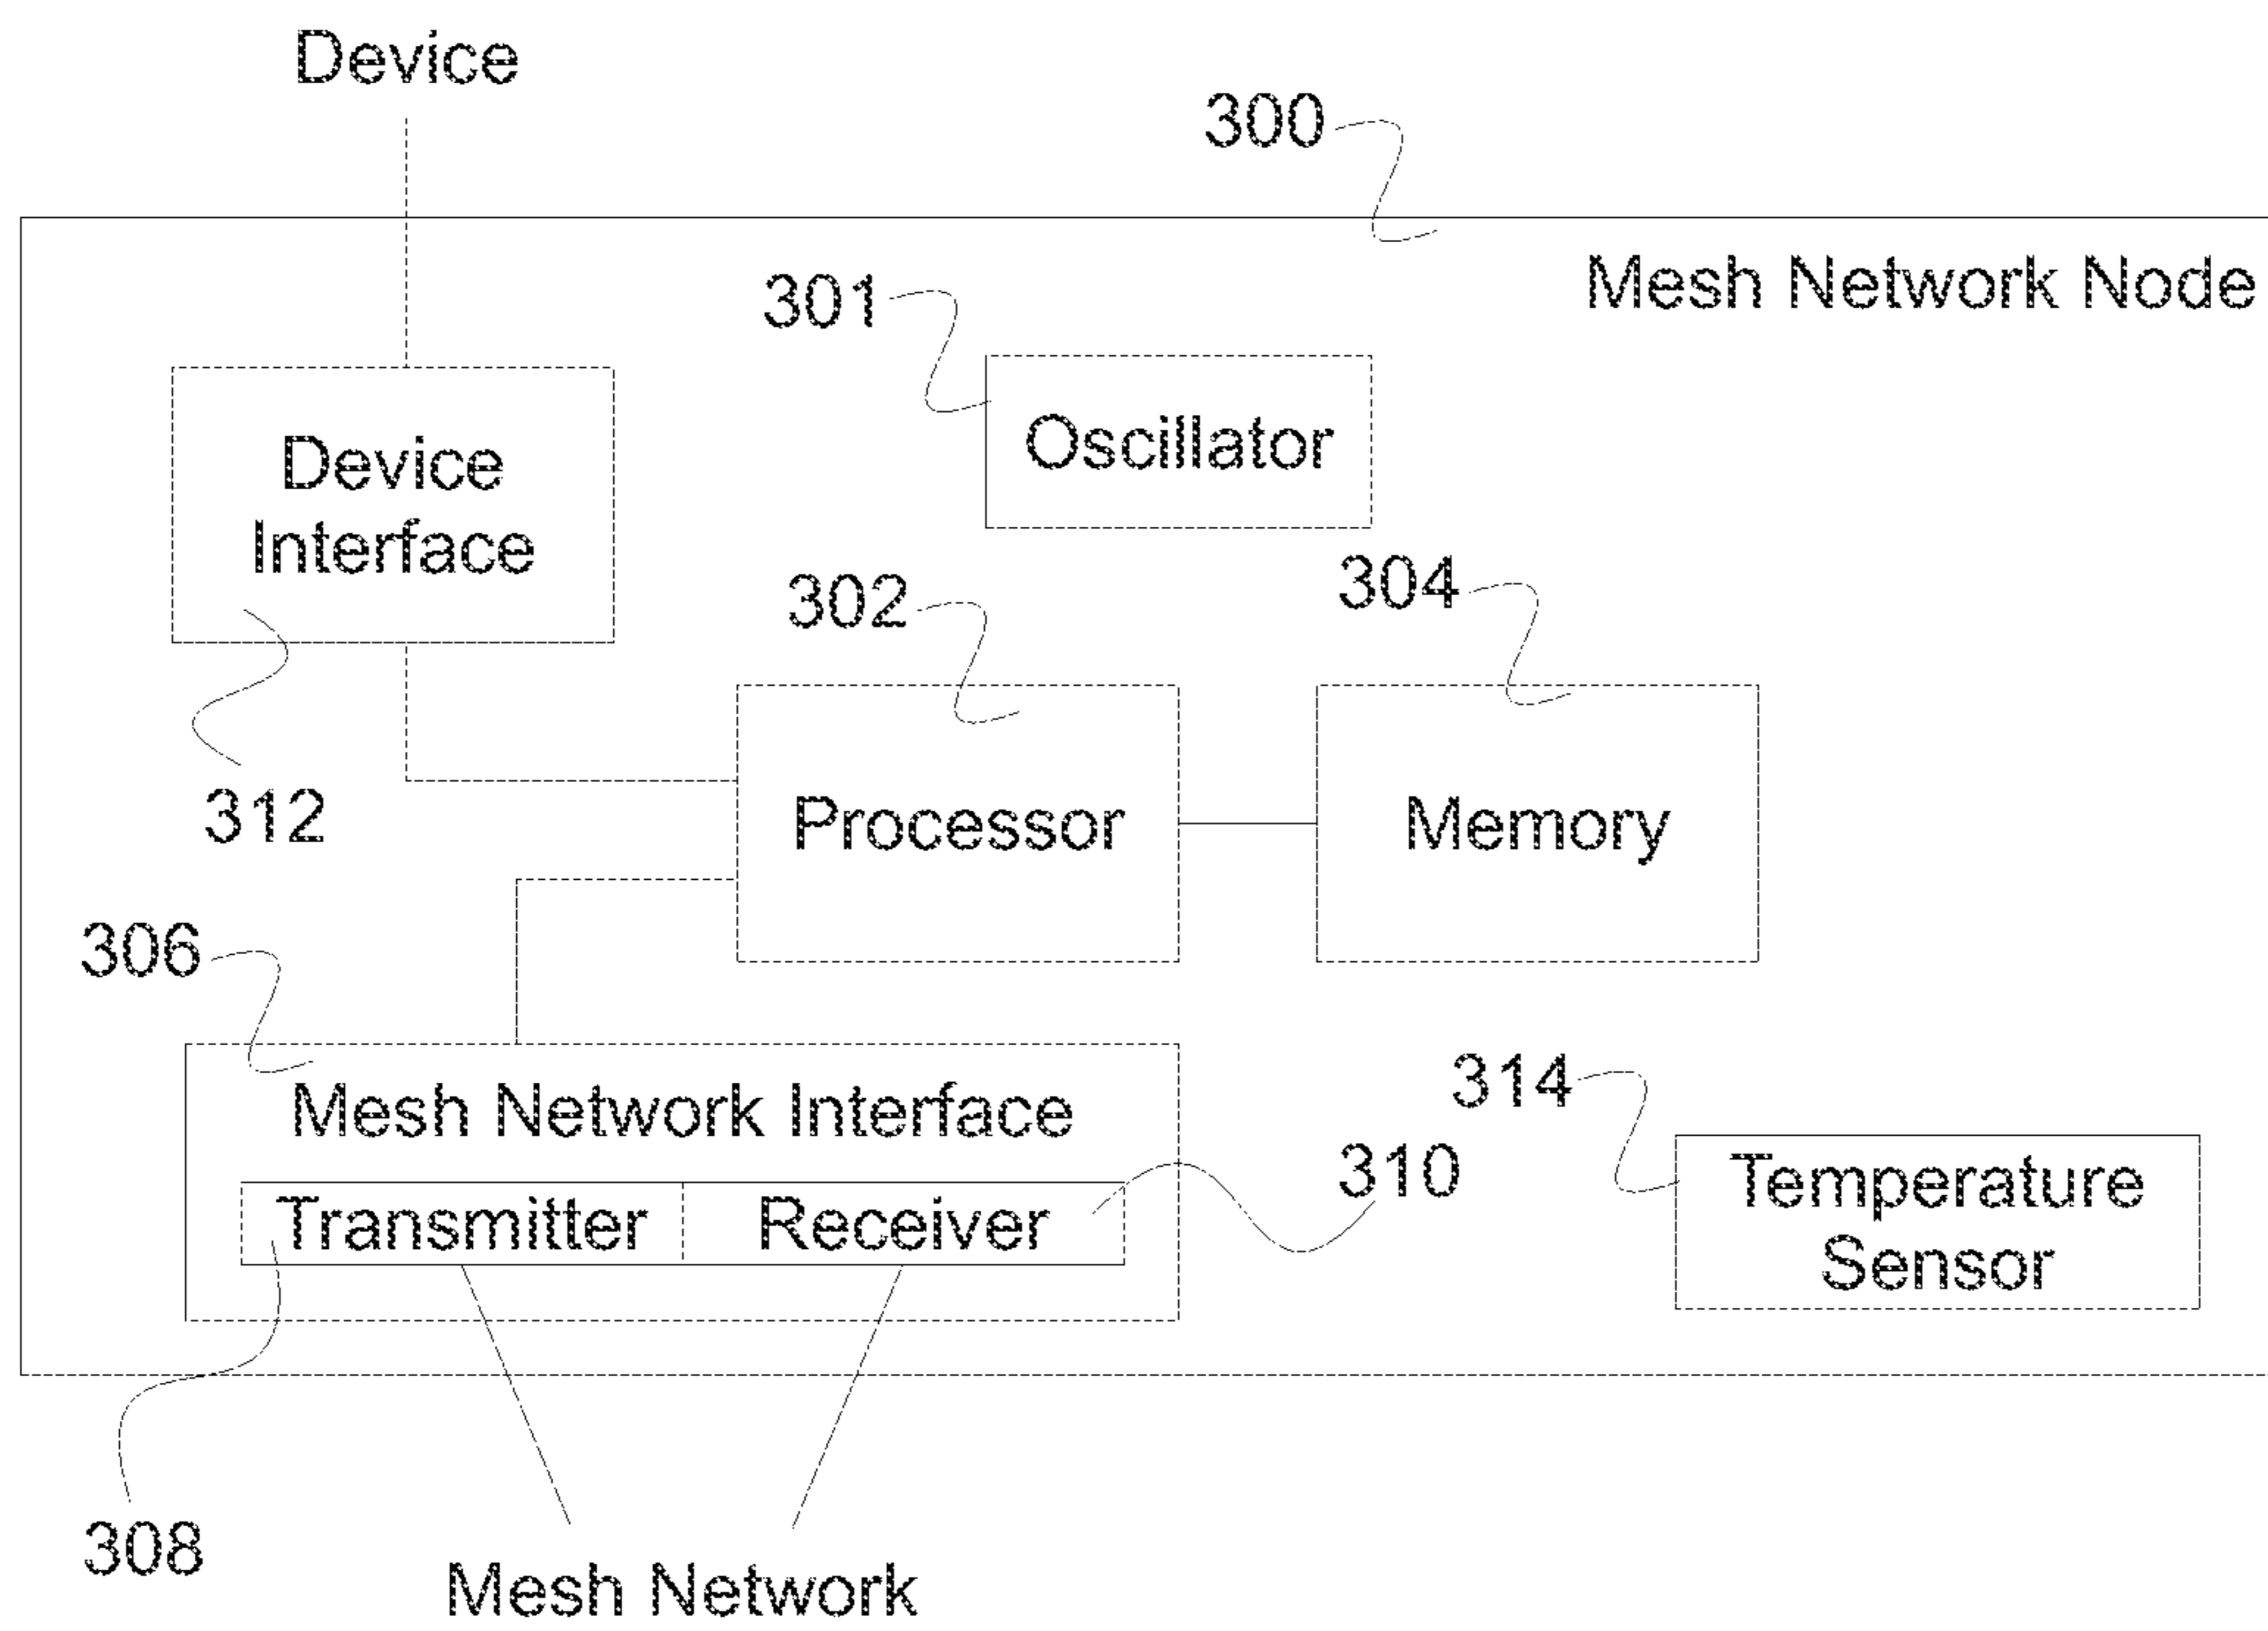 Device
300
Mesh Network Node
301
Oscillator
Device
Interface
302
304
312
Processor
Memory
306
Mesh Network Interface
314
310
Transmitter
Receiver
Temperature
Sensor
308
Mesh Network